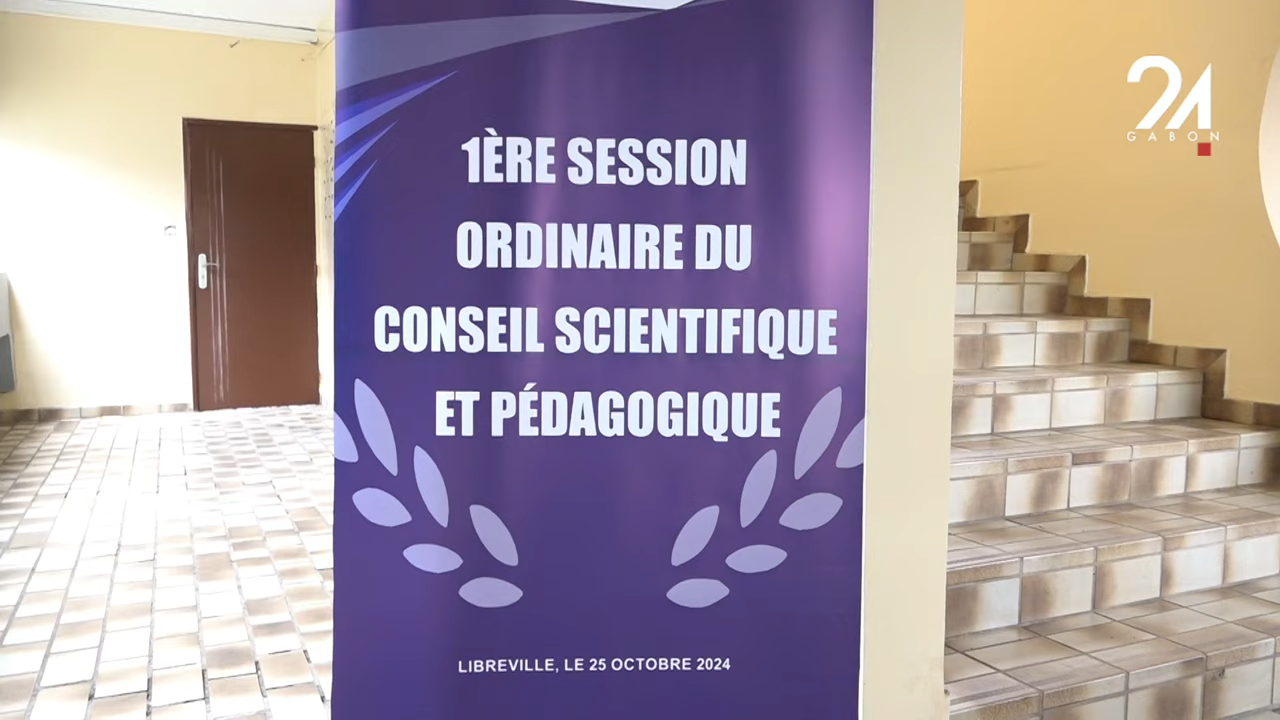 1ÈRE SESSION
ORDINAIRE DU
CONSEIL SCIENTIFIQUE
ET PÉDAGOGIQUE
LIBREVILLE, LE 25 OCTOBRE 2024
24
GABON